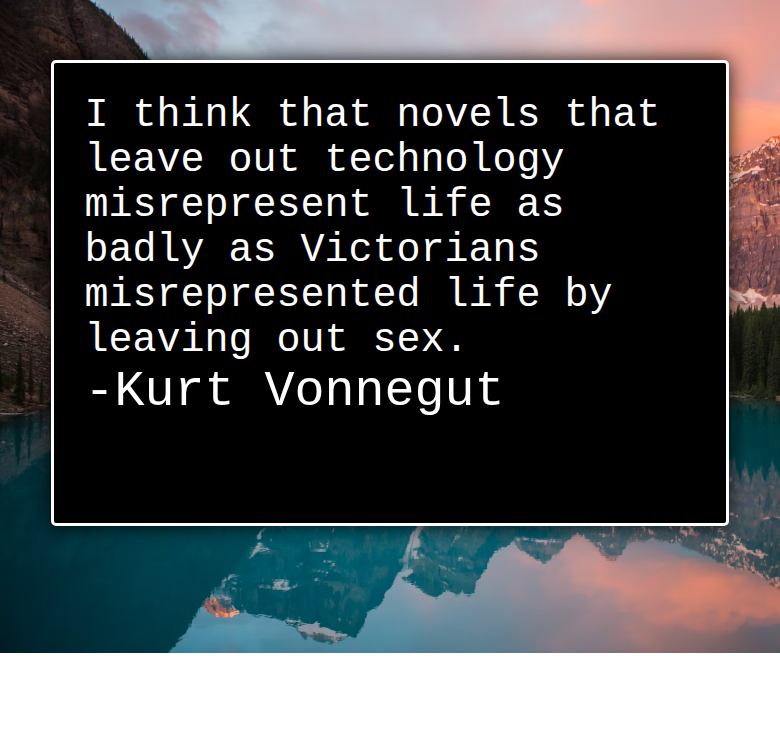 I think that novels that
leave out technology
misrepresent life as
badly as Victorians
misrepresented life by
leaving out sex.
-Kurt Vonnegut